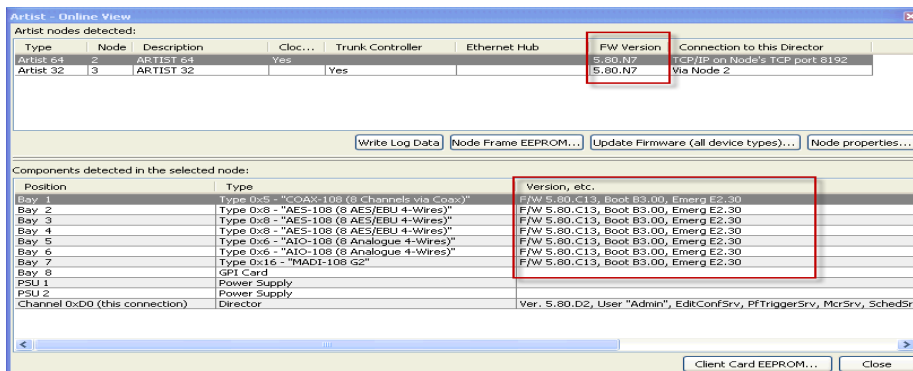 Artist - Online View
Artist nodes detected:
Type Node Description Cloc... Trunk Controller Ethernet Hub FW Version Connection to this Director
Artist 64 2 ARTIST 64 Yes 5.80.N7 TCP/IP on Node's TCP port 8192
Artist 32 3 ARTIST 32 Yes 5.80.N7 Via Node 2
Write Log Data Node Frame EEPROM... Update Firmware (all device types)... Node properties...
Components detected in the selected node:
Position Type Version, etc.
Bay 1 Type 0x5 - "COAX-108 (8 Channels via Coax)" F/W 5.80.C13, Boot B3.00, Emerg E2.30
Bay 2 Type 0x8 - "AES-108 (8 AES/EBU 4-Wires)" F/W 5.80.C13, Boot B3.00, Emerg E2.30
Bay 3 Type 0x8 - "AES-108 (8 AES/EBU 4-Wires)" F/W 5.80.C13, Boot B3.00, Emerg E2.30
Bay 4 Type 0x8 - "AES-108 (8 AES/EBU 4-Wires)" F/W 5.80.C13, Boot B3.00, Emerg E2.30
Bay 5 Type 0x6 - "AIO-108 (8 Analogue 4-Wires)" F/W 5.80.C13, Boot B3.00, Emerg E2.30
Bay 6 Type 0x6 - "AIO-108 (8 Analogue 4-Wires)" F/W 5.80.C13, Boot B3.00, Emerg E2.30
Bay 7 Type 0x16 - "MADI-108 G2" F/W 5.80.C13, Boot B3.00, Emerg E2.30
Bay 8 GPI Card
PSU 1 Power Supply
PSU 2 Power Supply
Channel 0xD0 (this connection) Director Ver. 5.80.D2, User "Admin", EditConfSrv, PfTriggerSrv, McrSrv, SchedSr
Client Card EEPROM... Close